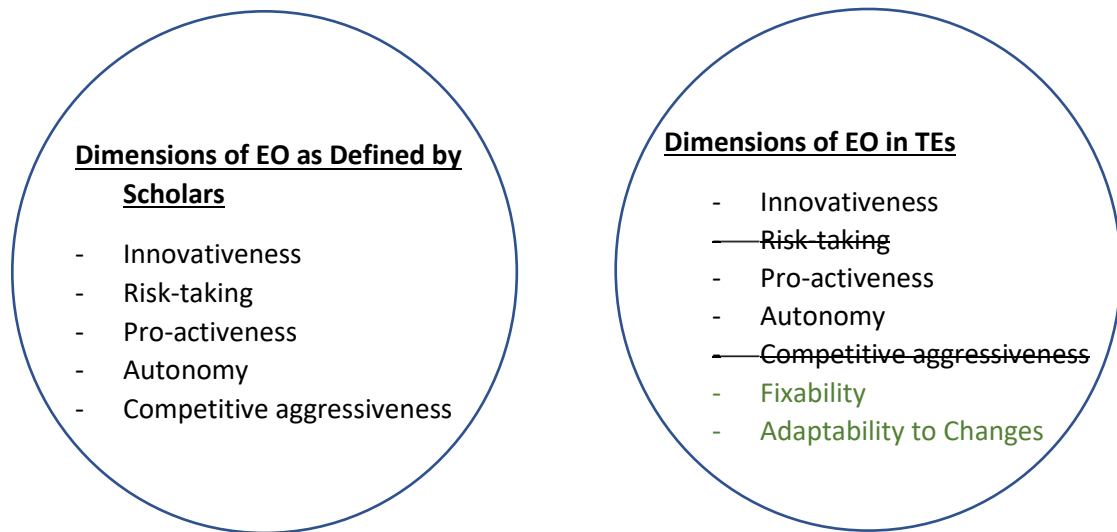 Dimensions of EO as Defined by
Scholars
- Innovativeness
- Risk-taking
- Pro-activeness
- Autonomy
- Competitive aggressiveness
Dimensions of EO in TEs
- Innovativeness
- Risk-taking
- Pro-activeness
- Autonomy
- Competitive aggressiveness
- Fixability
- Adaptability to Changes